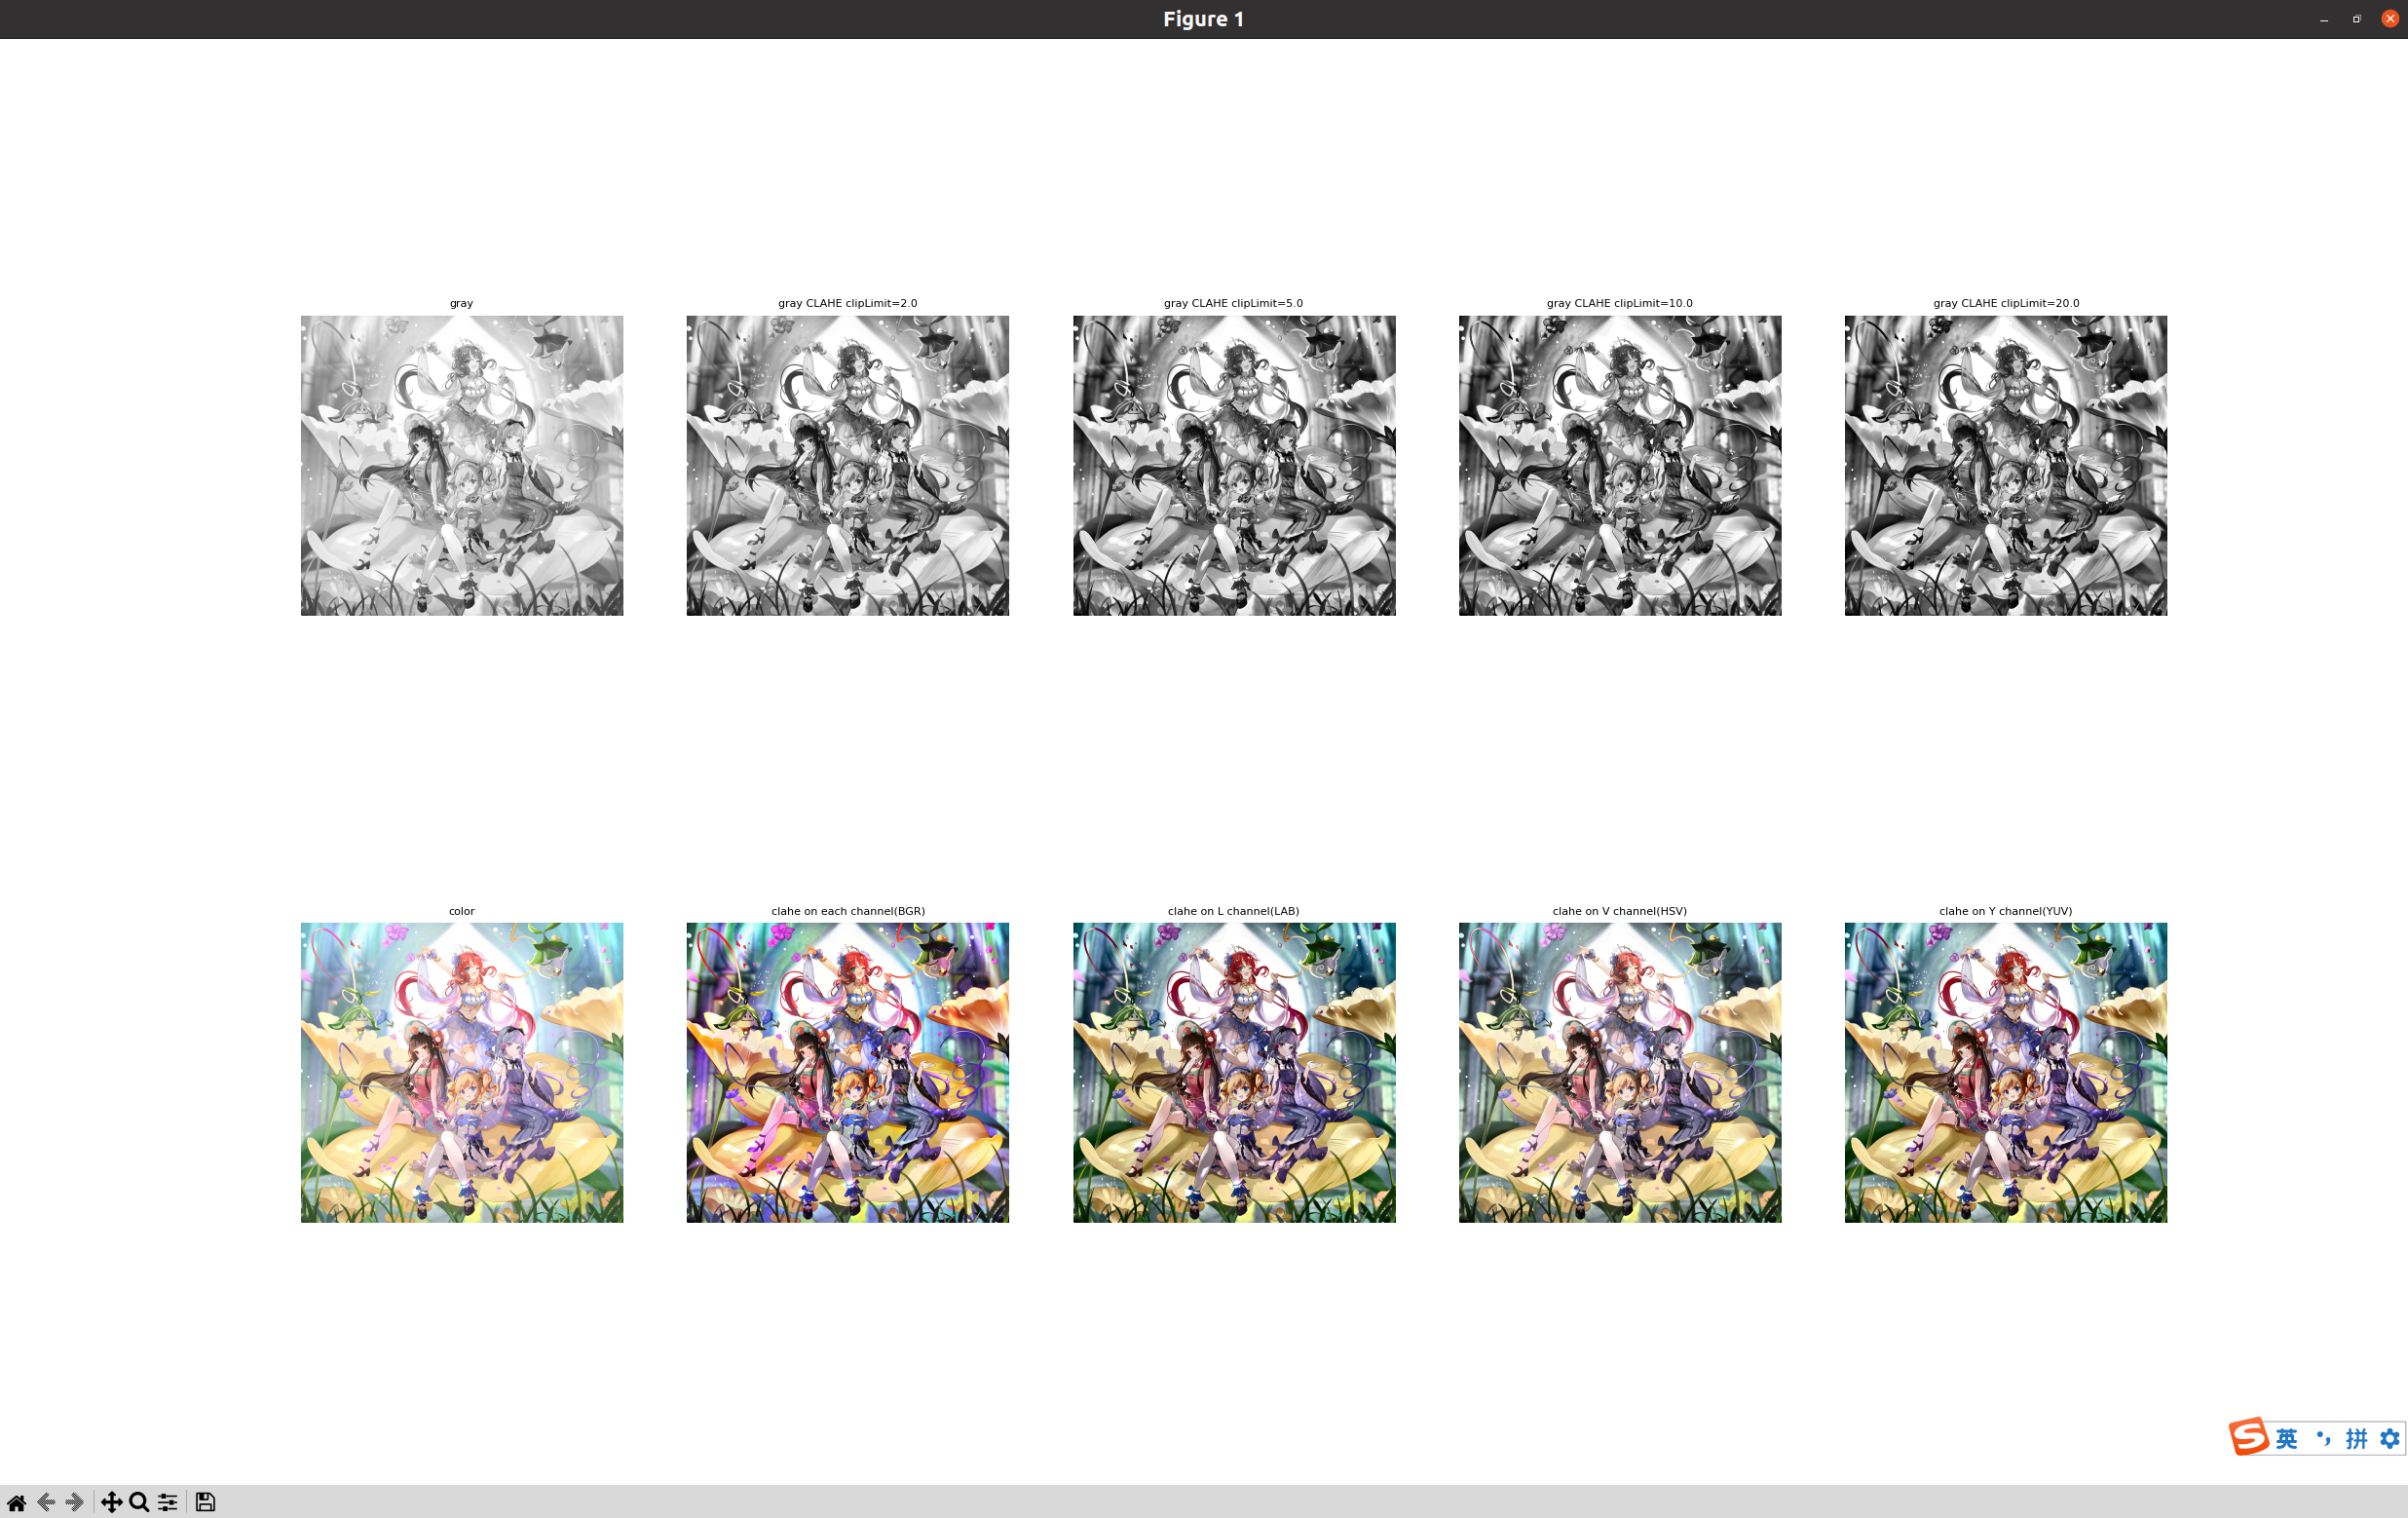 Figure 1
gray
gray CLAHE clipLimit=2.0
gray CLAHE clipLimit=5.0
gray CLAHE clipLimit=10.0
gray CLAHE clipLimit=20.0
color
clahe on each channel(BGR)
clahe on L channel(LAB)
clahe on V channel(HSV)
clahe on Y channel(YUV)
S 英 , 拼